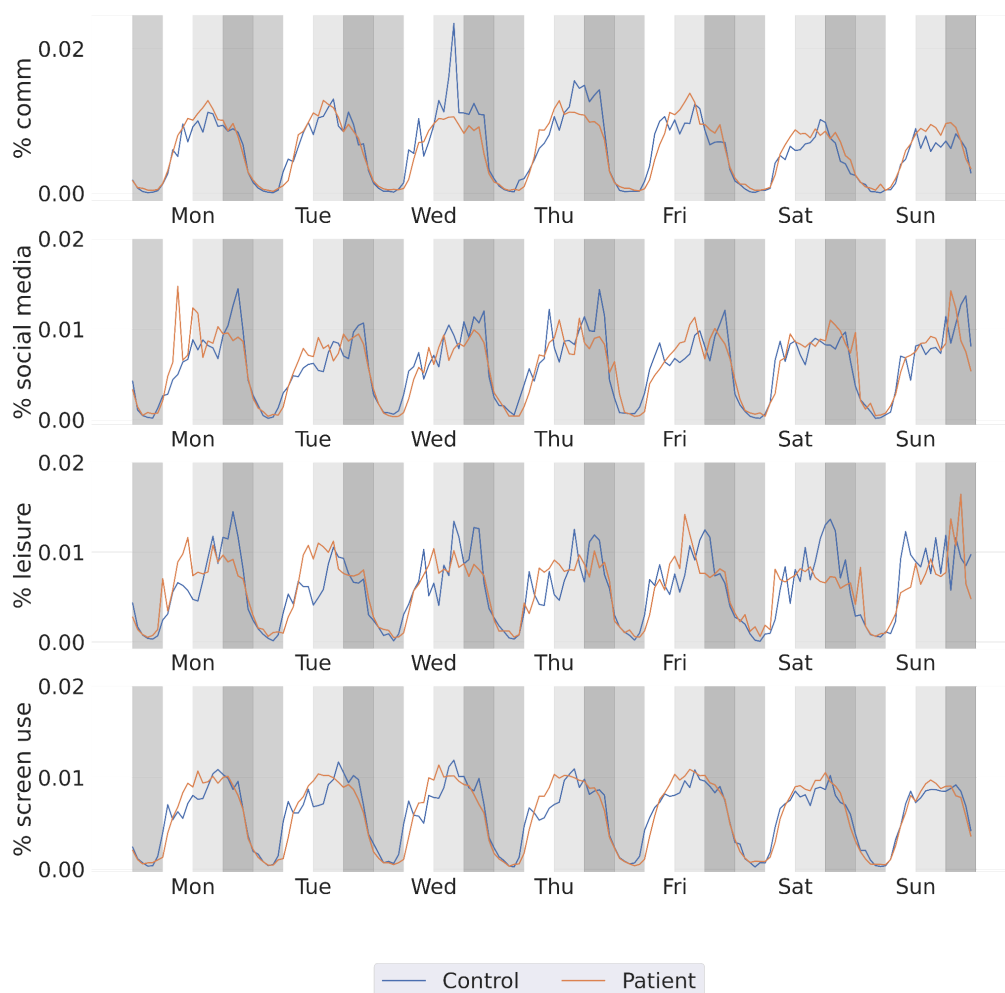 % comm
0.02
0.00
Mon Tue Wed Thu Fri Sat Sun
% social media
0.02
0.01
0.00
Mon Tue Wed Thu Fri Sat Sun
% leisure
0.02
0.01
0.00
Mon Tue Wed Thu Fri Sat Sun
% screen use
0.02
0.01
0.00
Mon Tue Wed Thu Fri Sat Sun
Control Patient